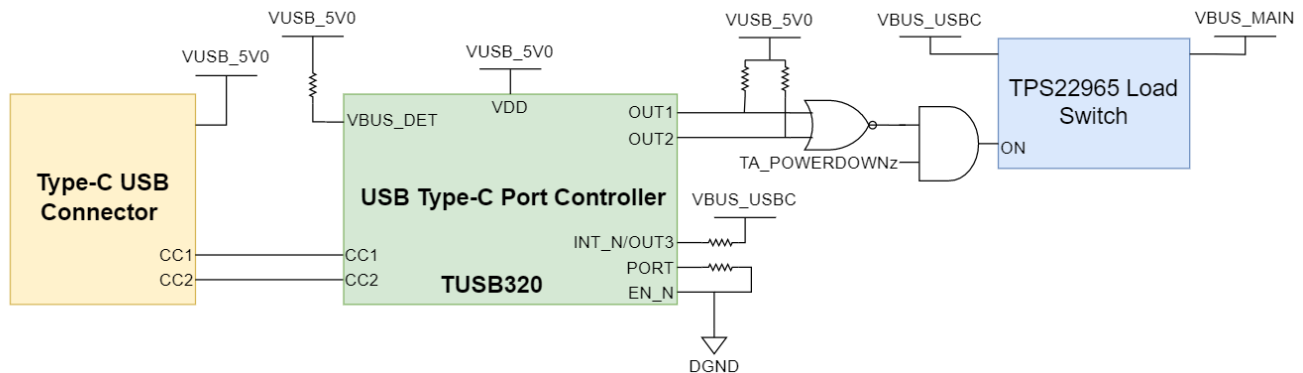 VUSB_5V0
VUSB_5V0
VUSB_5V0
VUSB_5V0
VBUS_USBC
VBUS_MAIN
VDD
VBUS_DET
OUT1
OUT2
TPS22965 Load
Switch
ON
TA_POWERDOWNz
Type-C USB
Connector
USB Type-C Port Controller
VBUS_USBC
CC1
CC2
CC1
CC2
TUSB320
INT_N/OUT3
PORT
EN_N
DGND